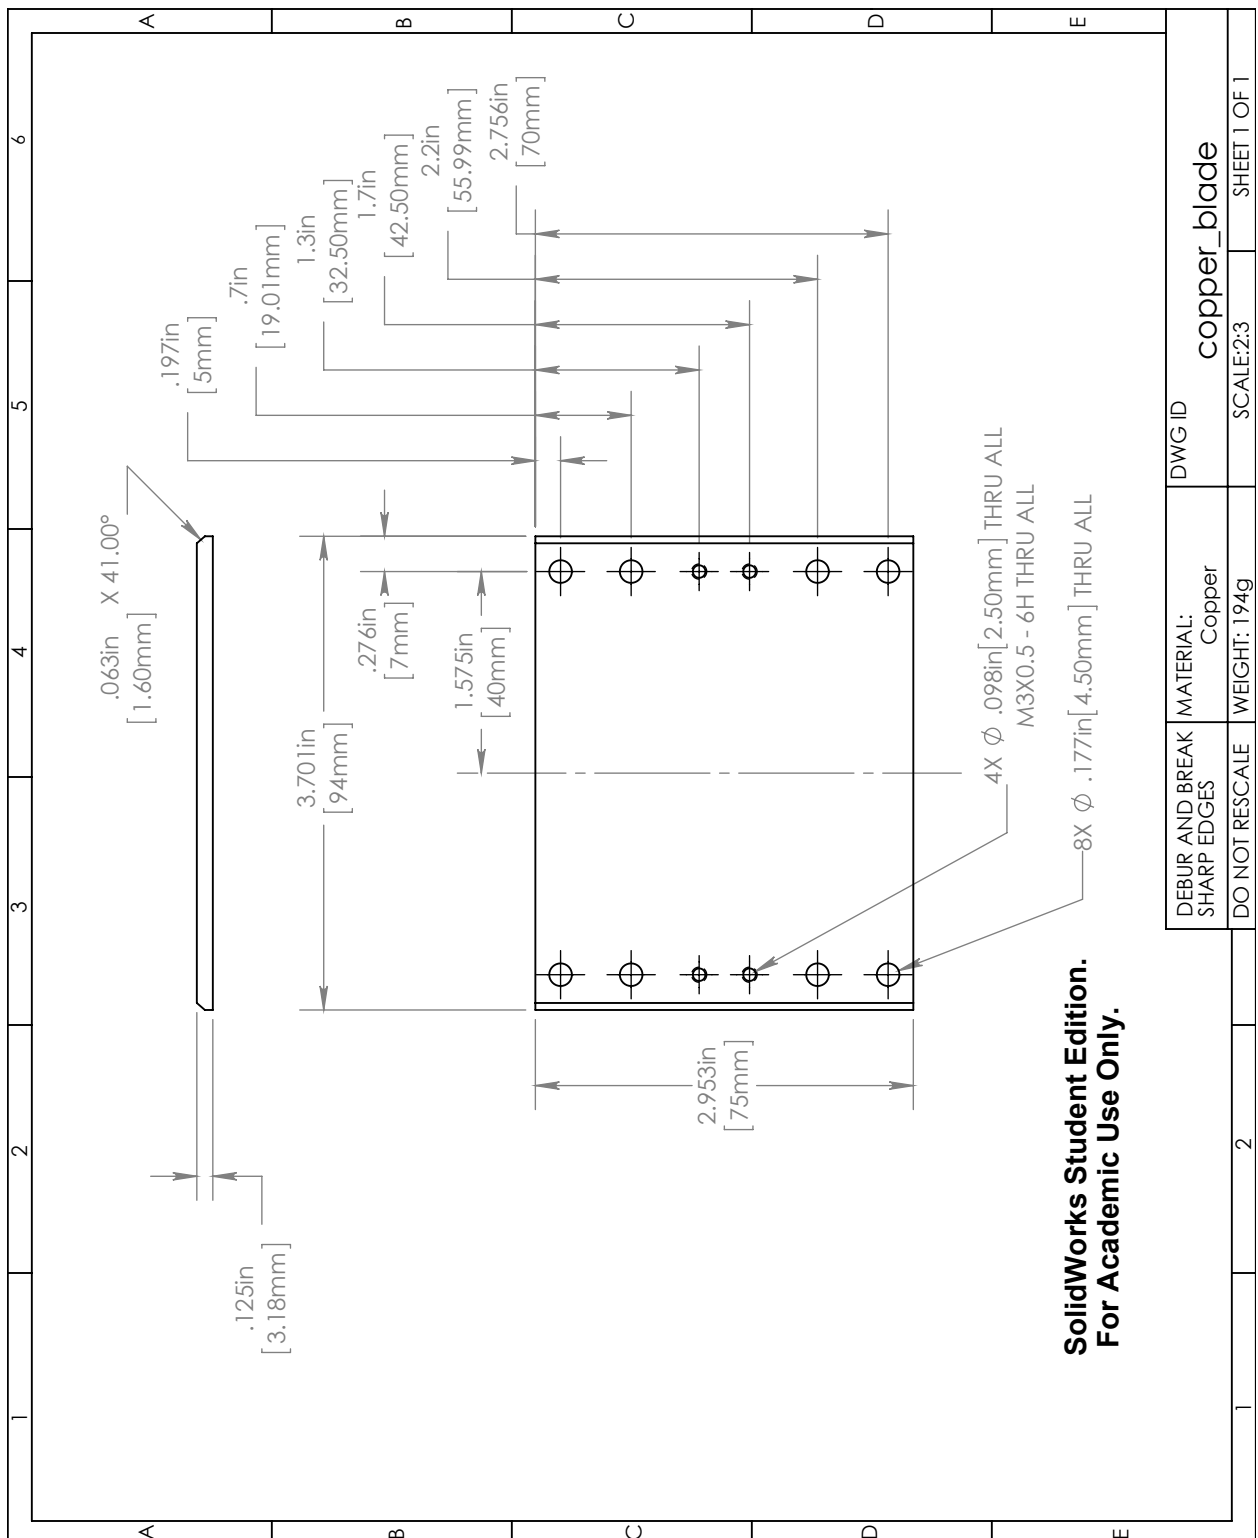 1
2
3
4
5
6
A
B
C
D
E
A
B
C
D
E
1
2
.063in X 41.00°
[1.60mm]
.125in
[3.18mm]
3.701in
[94mm]
.276in
[7mm]
1.575in
[40mm]
.197in
[5mm]
.7in
[19.01mm]
1.3in
[32.50mm]
1.7in
[42.50mm]
2.2in
[55.99mm]
2.756in
[70mm]
2.953in
[75mm]
4X Ø .098in[2.50mm] THRU ALL
M3X0.5 - 6H THRU ALL
8X Ø .177in[4.50mm] THRU ALL
SolidWorks Student Edition.
For Academic Use Only.
DEBUR AND BREAK
SHARP EDGES
DO NOT RESCALE
MATERIAL:
Copper
WEIGHT: 194g
DWG ID
copper_blade
SCALE:2:3
SHEET 1 OF 1